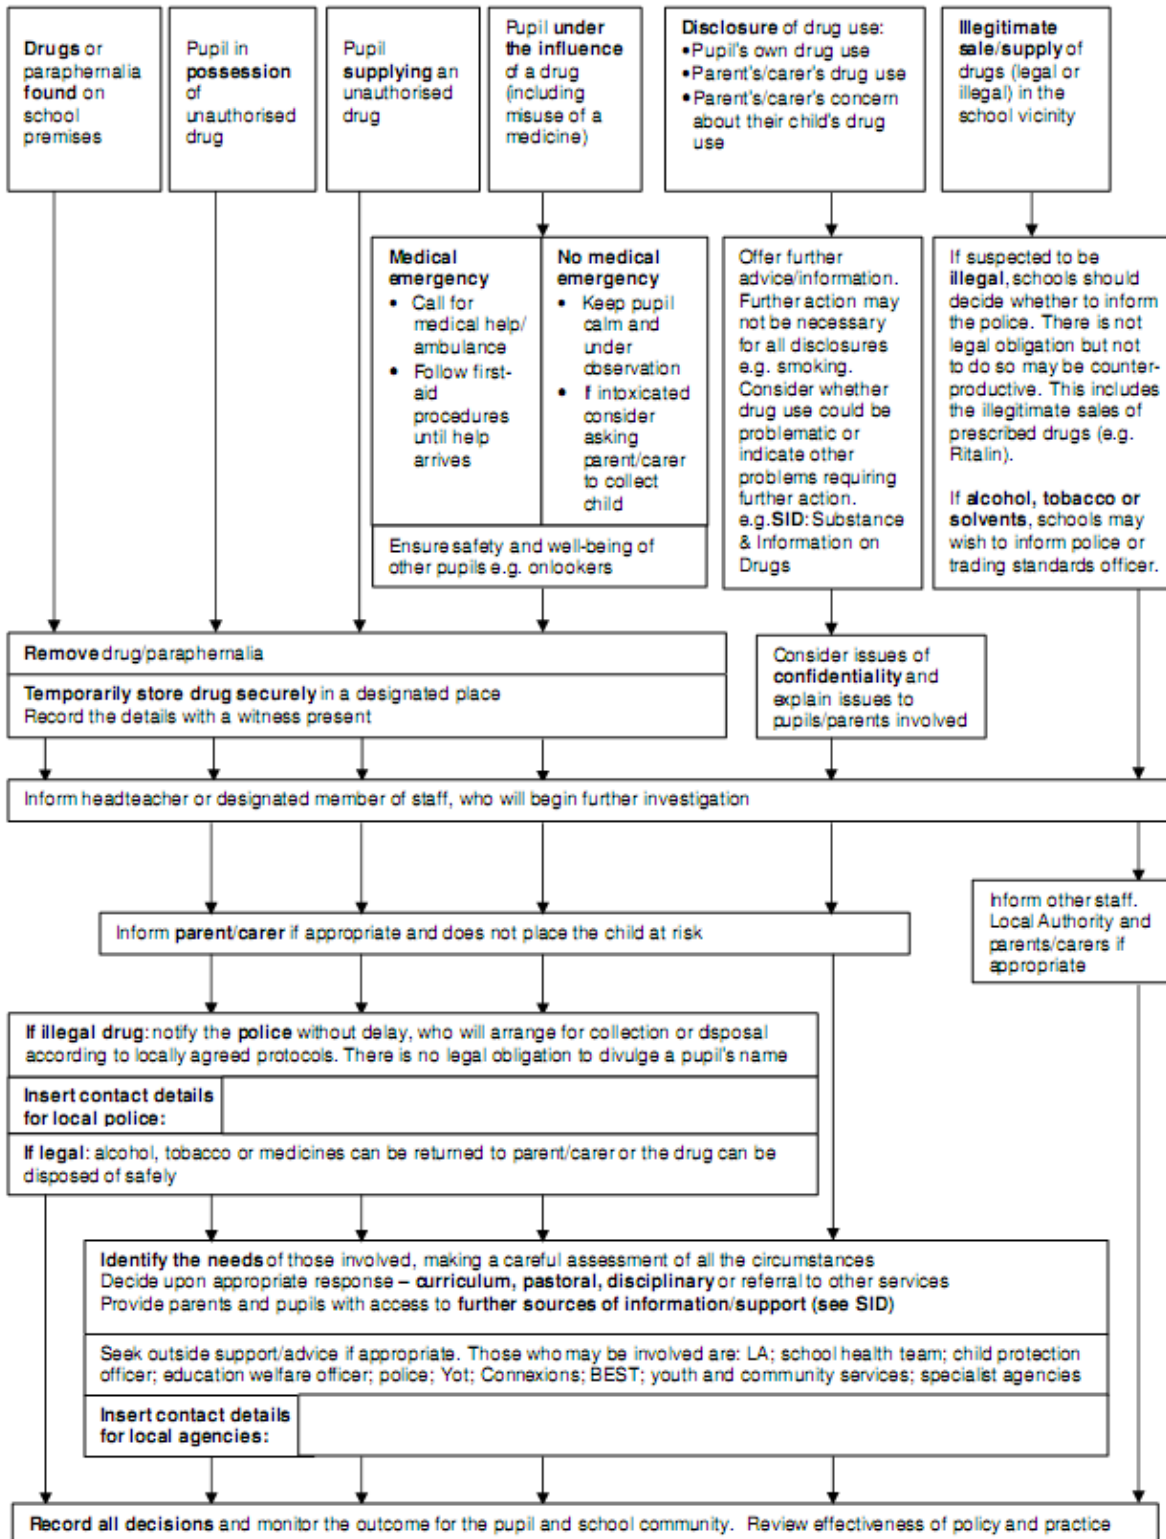 Drugs or
paraphernalia
found on
school
premises
Pupil in
possession
of
unauthorised
drug
Pupil
supplying an
unauthorised
drug
Pupil under
the influence
of a drug
(including
misuse of a
medicine)
Disclosure of drug use:
•Pupil's own drug use
•Parent's/carer's drug use
•Parent's/carer's concern
about their child's drug
use
Illegitimate
sale/supply of
drugs (legal or
illegal) in the
school vicinity
Medical
emergency
• Call for
medical help/
ambulance
• Follow first-
aid
procedures
until help
arrives
No medical
emergency
• Keep pupil
calm and
under
observation
• If intoxicated
consider
asking
parent/carer
to collect
child
Ensure safety and well-being of
other pupils e.g. onlookers
Offer further
advice/information.
Further action may
not be necessary
for all disclosures
e.g. smoking.
Consider whether
drug use could be
problematic or
indicate other
problems requiring
further action.
e.g.SID: Substance
& Information on
Drugs
If suspected to be
illegal, schools should
decide whether to inform
the police. There is not
legal obligation but not
to do so may be counter-
productive. This includes
the illegitimate sales of
prescribed drugs (e.g.
Ritalin).
If alcohol, tobacco or
solvents, schools may
wish to inform police or
trading standards officer.
Remove drug/paraphernalia
Temporarily store drug securely in a designated place
Record the details with a witness present
Consider issues of
confidentiality and
explain issues to
pupils/parents involved
Inform headteacher or designated member of staff, who will begin further investigation
Inform parent/carer if appropriate and does not place the child at risk
Inform other staff.
Local Authority and
parents/carers if
appropriate
If illegal drug: notify the police without delay, who will arrange for collection or disposal
according to locally agreed protocols. There is no legal obligation to divulge a pupil's name
Insert contact details
for local police:
If legal: alcohol, tobacco or medicines can be returned to parent/carer or the drug can be
disposed of safely
Identify the needs of those involved, making a careful assessment of all the circumstances
Decide upon appropriate response – curriculum, pastoral, disciplinary or referral to other services
Provide parents and pupils with access to further sources of information/support (see SID)
Seek outside support/advice if appropriate. Those who may be involved are: LA; school health team; child protection
officer; education welfare officer; police; Yot; Connexions; BEST; youth and community services; specialist agencies
Insert contact details
for local agencies:
Record all decisions and monitor the outcome for the pupil and school community. Review effectiveness of policy and practice